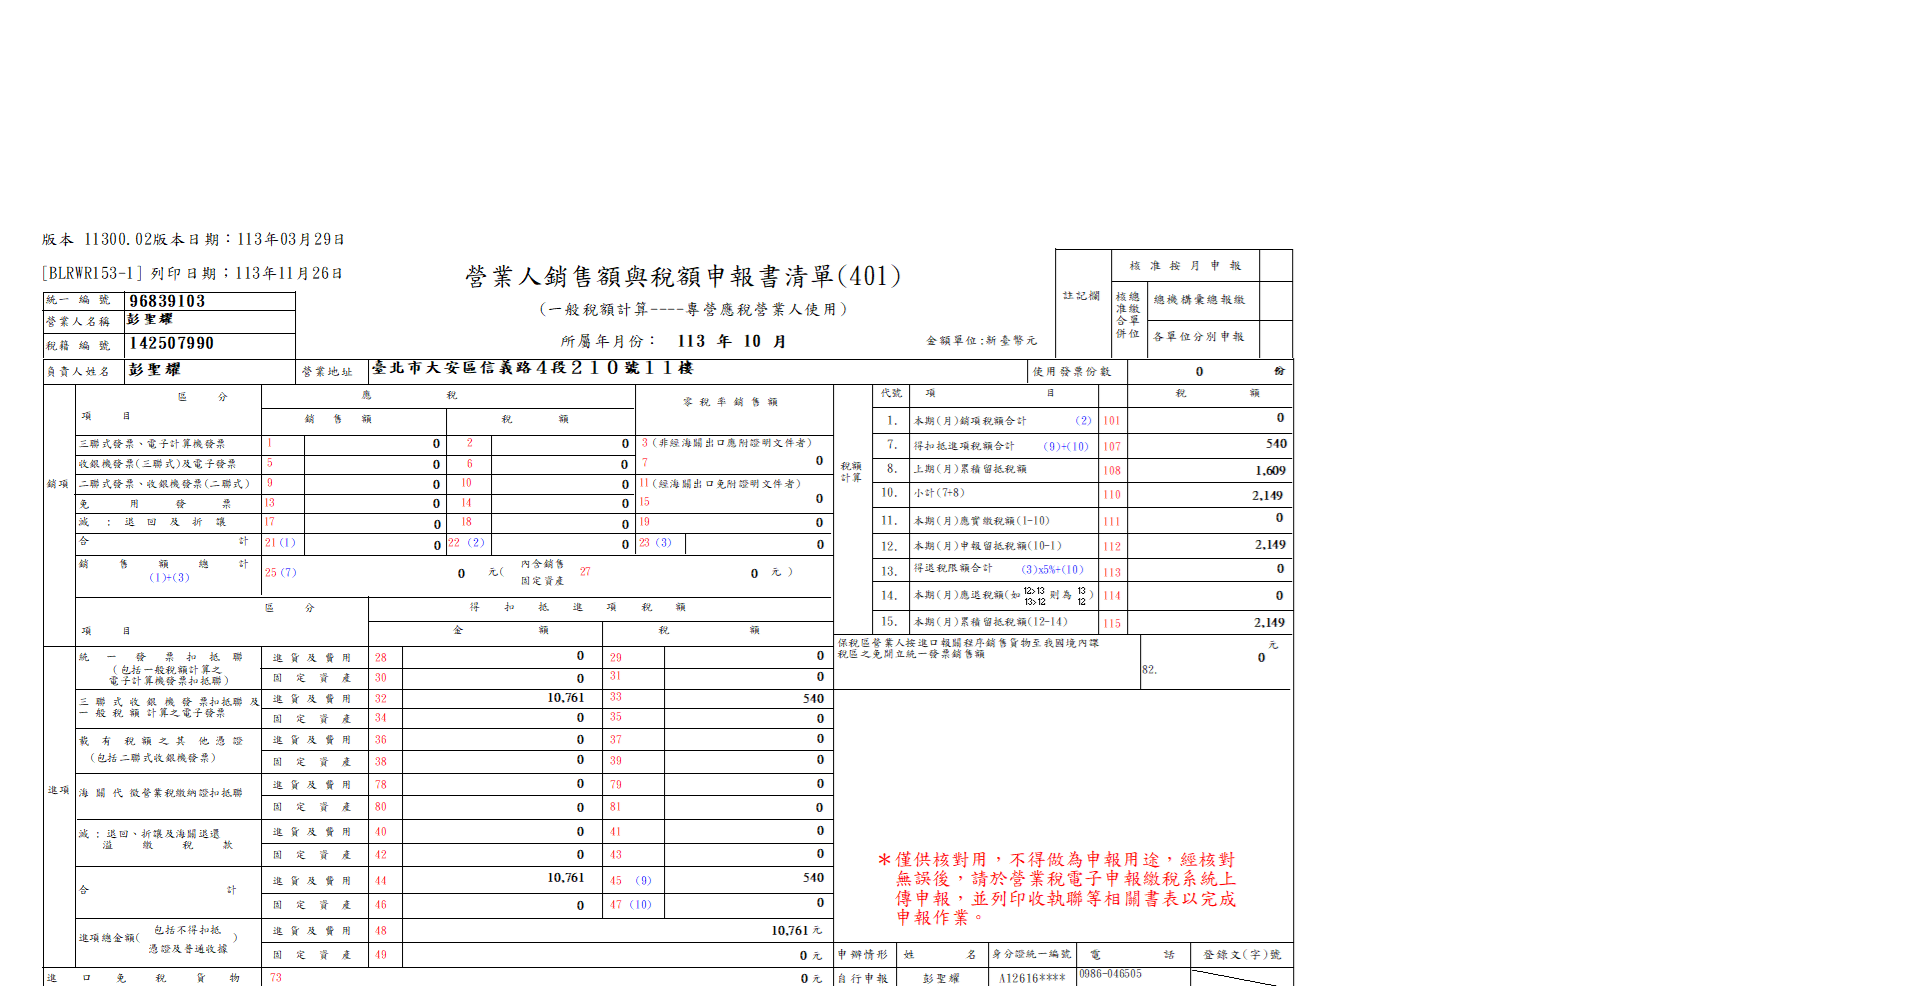 版本 11300.02版本日期：113年03月29日
[BLRWR153-1] 列印日期；113年11月26日
營業人銷售額與稅額申報書清單(401)
(一般稅額計算----專營應稅營業人使用)
所屬年月份： 113 年 10 月
金額單位:新臺幣元
註記欄
核准按月申報
核准合併總繳單位
總機構彙總報繳
各單位分別申報
統一編號 96839103
營業人名稱 彭聖耀
稅籍編號 142507990
負責人姓名 彭聖耀 營業地址 臺北市大安區信義路4段210號11樓 使用發票份數 0 份
區分
項目
應稅
銷售額 稅額
零稅率銷售額
銷項
三聯式發票、電子計算機發票 1 0 2 0 3(非經海關出口應附證明文件者)
收銀機發票(三聯式)及電子發票 5 0 6 0 7 0
二聯式發票、收銀機發票(二聯式) 9 0 10 0 11(經海關出口免附證明文件者)
免用發票 13 0 14 0 15 0
減：退回及折讓 17 0 18 0 19 0
合計 21(1) 0 22 (2) 0 23(3) 0
銷售額總計
(1)+(3)
25(7) 0 元( 內含銷售固定資產 27 0 元 )
區分
項目
得扣抵進項稅額
金額 稅額
進項
統一發票扣抵聯
(包括一般稅額計算之
電子計算機發票扣抵聯)
進貨及費用 28 0 29 0
固定資產 30 0 31 0
三聯式收銀機發票扣抵聯及
一般稅額計算之電子發票
進貨及費用 32 10,761 33 540
固定資產 34 0 35 0
載有稅額之其他憑證
(包括二聯式收銀機發票)
進貨及費用 36 0 37 0
固定資產 38 0 39 0
海關代徵營業稅繳納證扣抵聯
進貨及費用 78 0 79 0
固定資產 80 0 81 0
減：退回、折讓及海關退還
溢繳稅款
進貨及費用 40 0 41 0
固定資產 42 0 43 0
合計
進貨及費用 44 10,761 45 (9) 540
固定資產 46 0 47(10) 0
進項總金額( 包括不得扣抵憑證及普通收據 )
進貨及費用 48 10,761 元
固定資產 49 0 元
進口免稅貨物 73 0 元
稅額計算
代號 項目 稅額
1. 本期(月)銷項稅額合計 (2) 101 0
7. 得扣抵進項稅額合計 (9)+(10) 107 540
8. 上期(月)累積留抵稅額 108 1,609
10. 小計(7+8) 110 2,149
11. 本期(月)應實繳稅額(1-10) 111 0
12. 本期(月)申報留抵稅額(10-1) 112 2,149
13. 得退稅限額合計 (3)x5%+(10) 113 0
14. 本期(月)應退稅額(如 12>13 13>12 則為 13 12 ) 114 0
15. 本期(月)累積留抵稅額(12-14) 115 2,149
保稅區營業人按進口報關程序銷售貨物至我國境內課
稅區之免開立統一發票銷售額
82. 0 元
＊僅供核對用，不得做為申報用途，經核對
無誤後，請於營業稅電子申報繳稅系統上
傳申報，並列印收執聯等相關書表以完成
申報作業。
申辦情形 姓名 身分證統一編號 電話 登錄文(字)號
自行申報 彭聖耀 A12616**** 0986-046505